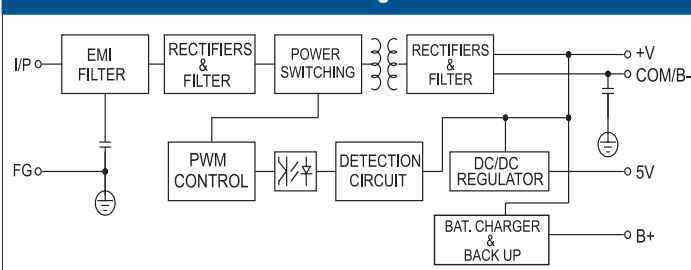 I/P
EMI
FILTER
RECTIFIERS
&
FILTER
POWER
SWITCHING
RECTIFIERS
&
FILTER
+V
COM/B-
FG
PWM
CONTROL
DETECTION
CIRCUIT
DC/DC
REGULATOR
5V
BAT. CHARGER
&
BACK UP
B+